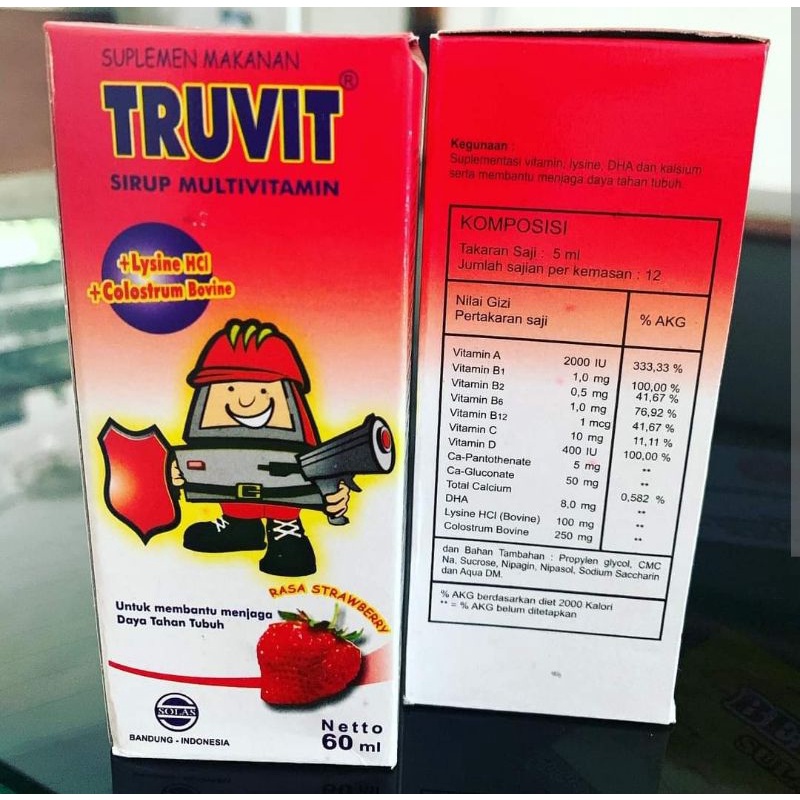 SUPLEMEN MAKANAN
TRUVIT®
SIRUP MULTIVITAMIN
+Lysine HCl
+Colostrum Bovine
RASA STRAWBERRY
Untuk membantu menjaga
Daya Tahan Tubuh
SOLAS
BANDUNG - INDONESIA
Netto
60 ml
Kegunaan :
Suplementasi vitamin, lysine, DHA dan kalsium
serta membantu menjaga daya tahan tubuh.
KOMPOSISI
Takaran Saji : 5 ml
Jumlah sajian per kemasan : 12
Nilai Gizi
Pertakaran saji
% AKG
Vitamin A 2000 IU 333,33 %
Vitamin B1 1,0 mg 100,00 %
Vitamin B2 0,5 mg 41,67 %
Vitamin B6 1,0 mg 76,92 %
Vitamin B12 1 mcg 41,67 %
Vitamin C 10 mg 11,11 %
Vitamin D 400 IU 100,00 %
Ca-Pantothenate 5 mg **
Ca-Gluconate 50 mg **
Total Calcium 0,582 %
DHA 8,0 mg **
Lysine HCl (Bovine) 100 mg **
Colostrum Bovine 250 mg **
dan Bahan Tambahan : Propylen glycol, CMC
Na, Sucrose, Nipagin, Nipasol, Sodium Saccharin
dan Aqua DM.
% AKG berdasarkan diet 2000 Kalori
** = % AKG belum ditetapkan